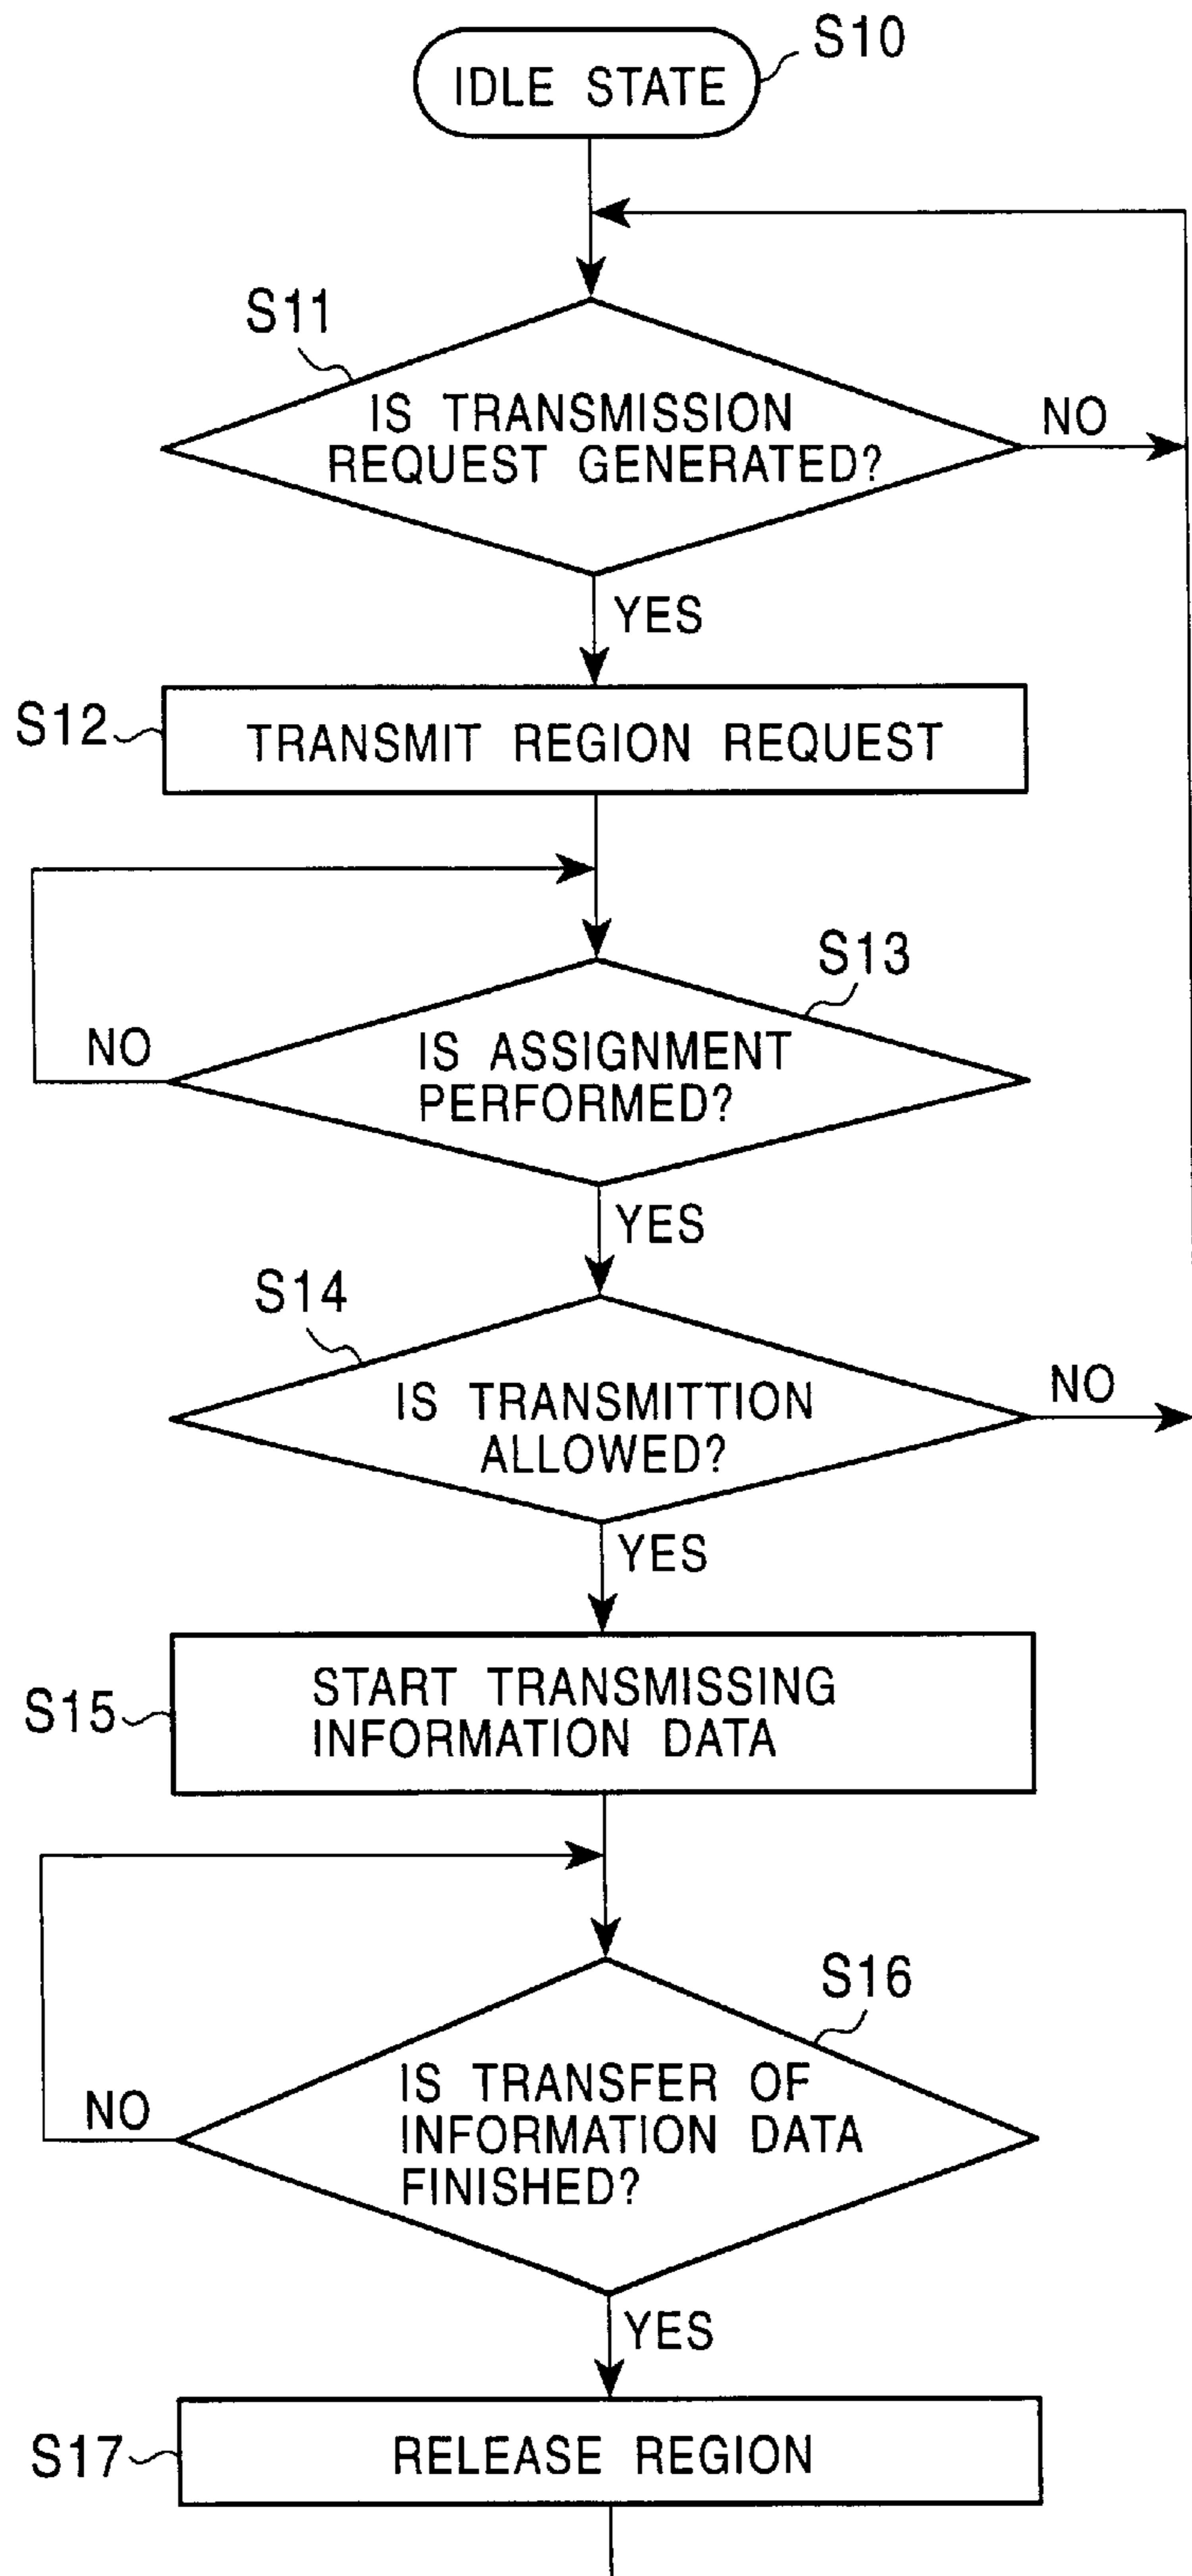 S10
IDLE STATE
S11
IS TRANSMISSION
REQUEST GENERATED?
NO
YES
S12
TRANSMIT REGION REQUEST
S13
NO
IS ASSIGNMENT
PERFORMED?
YES
S14
IS TRANSMITTION
ALLOWED?
NO
YES
S15
START TRANSMISSING
INFORMATION DATA
S16
NO
IS TRANSFER OF
INFORMATION DATA
FINISHED?
YES
S17
RELEASE REGION